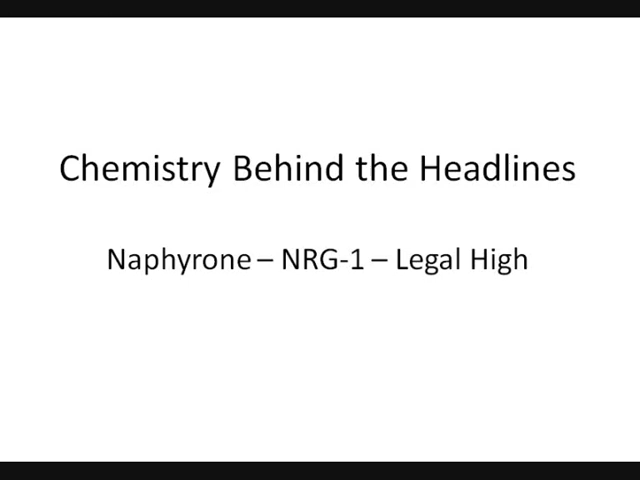 Chemistry Behind the Headlines
Naphyrone – NRG-1 – Legal High